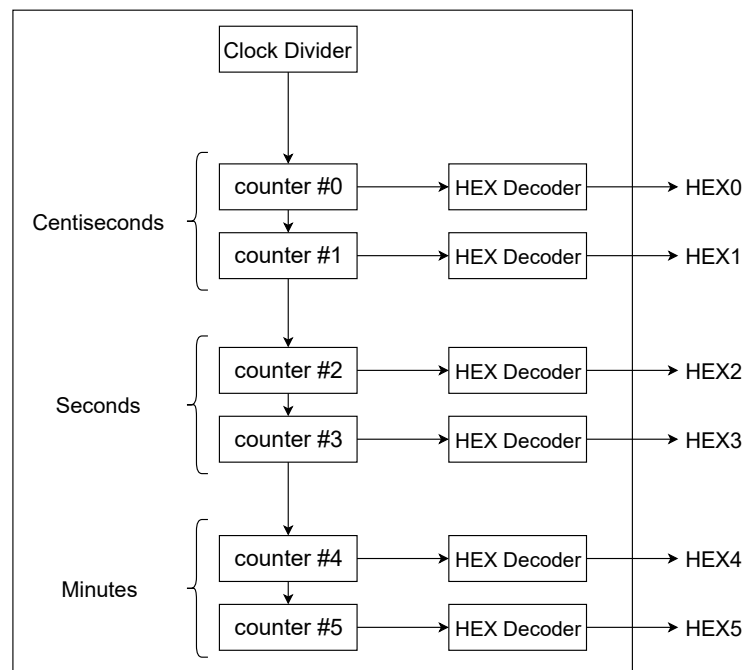 Clock Divider
counter #0
HEX Decoder
HEX0
Centiseconds
counter #1
HEX Decoder
HEX1
counter #2
HEX Decoder
HEX2
Seconds
counter #3
HEX Decoder
HEX3
counter #4
HEX Decoder
HEX4
Minutes
counter #5
HEX Decoder
HEX5